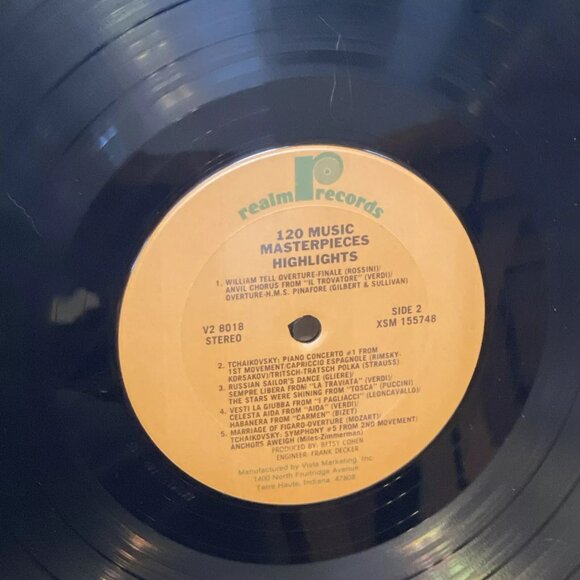 realm records
120 MUSIC
MASTERPIECES
HIGHLIGHTS
1. WILLIAM TELL OVERTURE-FINALE (ROSSINI)/
ANVIL CHORUS FROM "IL TROVATORE" (VERDI)/
OVERTURE-H.M.S. PINAFORE (GILBERT & SULLIVAN)
V2 8018
STEREO
SIDE 2
XSM 155748
2. TCHAIKOVSKY: PIANO CONCERTO #1 FROM
1ST MOVEMENT/CAPRICCIO ESPAGNOLE (RIMSKY-
KORSAKOV)/TRITSCH-TRATSCH POLKA (STRAUSS)
3. RUSSIAN SAILOR'S DANCE (GLIERE)/
SEMPRE LIBERA FROM "LA TRAVIATA" (VERDI)/
THE STARS WERE SHINING FROM "TOSCA" (PUCCINI)
4. VESTI LA GIUBBA FROM "I PAGLIACCI" (LEONCAVALLO)/
CELESTA AIDA FROM "AIDA" (VERDI)/
HABANERA FROM "CARMEN" (BIZET)
5. MARRIAGE OF FIGARO-OVERTURE (MOZART)/
TCHAIKOVSKY: SYMPHONY #5 FROM 2ND MOVEMENT)
ANCHORS AWEIGH (Miles-Zimmerman)
PRODUCED BY: BETSY COHEN
ENGINEER: FRANK DECKER
Manufactured by Vista Marketing, Inc.
1400 North Fruitridge Avenue
Terre Haute, Indiana, 47808